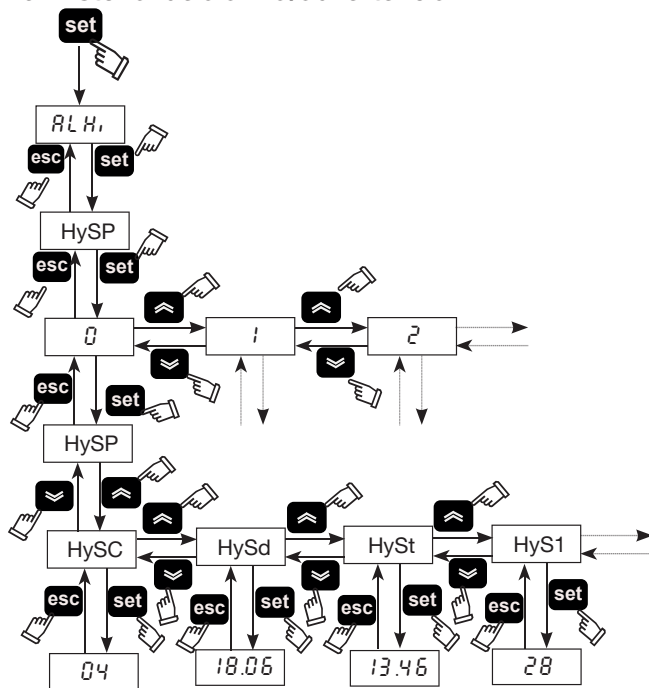 set
ALHi
esc set
HySP
esc set
0 1 2
esc set
HySP
HySC HySd HySt HyS1
esc set esc set esc set esc set
04 18.06 13.46 28